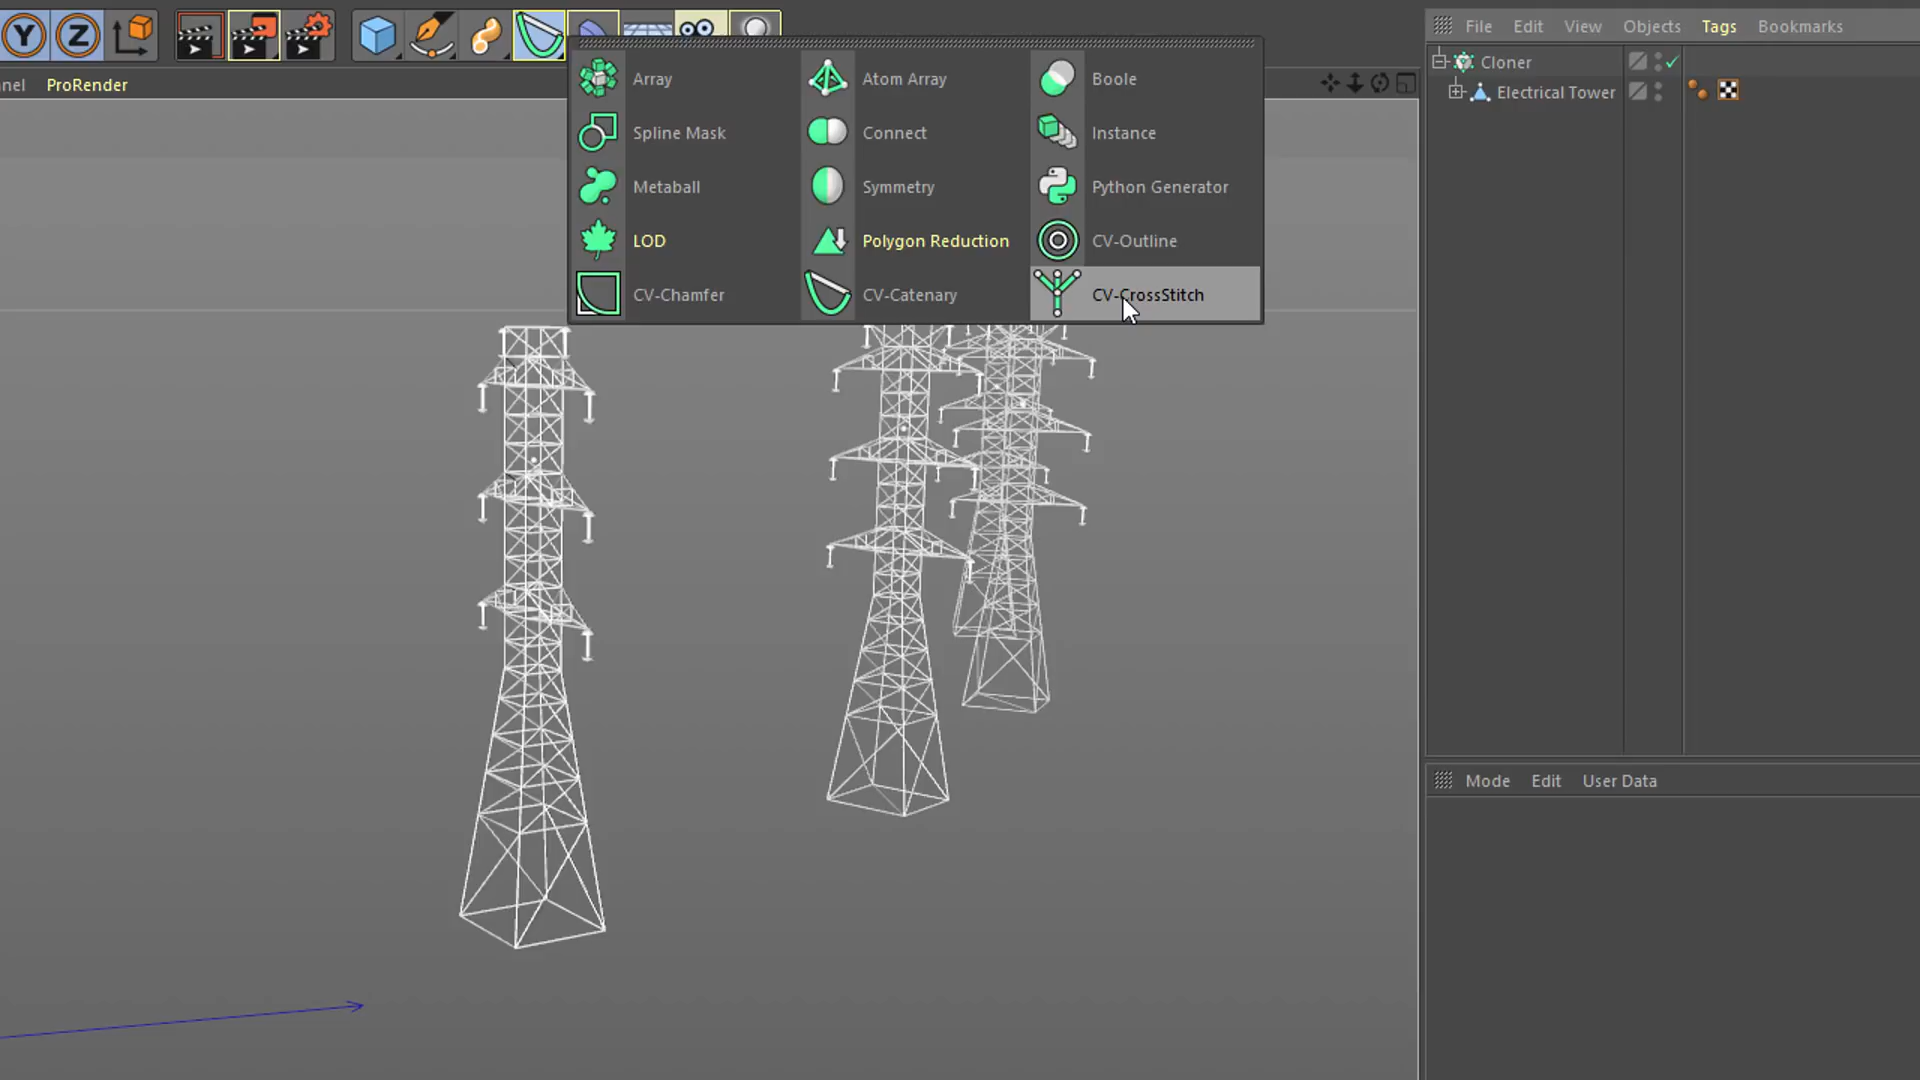 Y Z
nel ProRender
Array Atom Array Boole
Spline Mask Connect Instance
Metaball Symmetry Python Generator
LOD Polygon Reduction CV-Outline
CV-Chamfer CV-Catenary CV-CrossStitch
File Edit View Objects Tags Bookmarks
Cloner
Electrical Tower
Mode Edit User Data